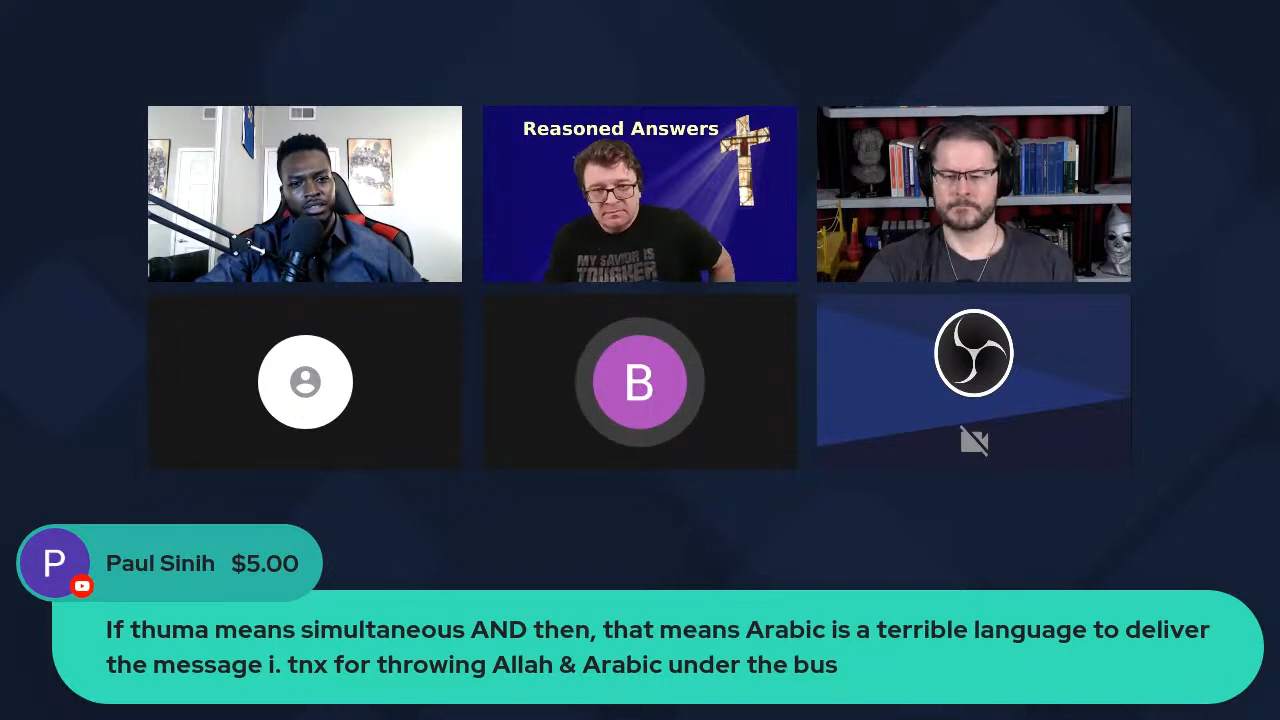 Reasoned Answers
MY SAVIOR IS
TOUGHER
B
P
Paul Sinih $5.00
If thuma means simultaneous AND then, that means Arabic is a terrible language to deliver
the message i. tnx for throwing Allah & Arabic under the bus